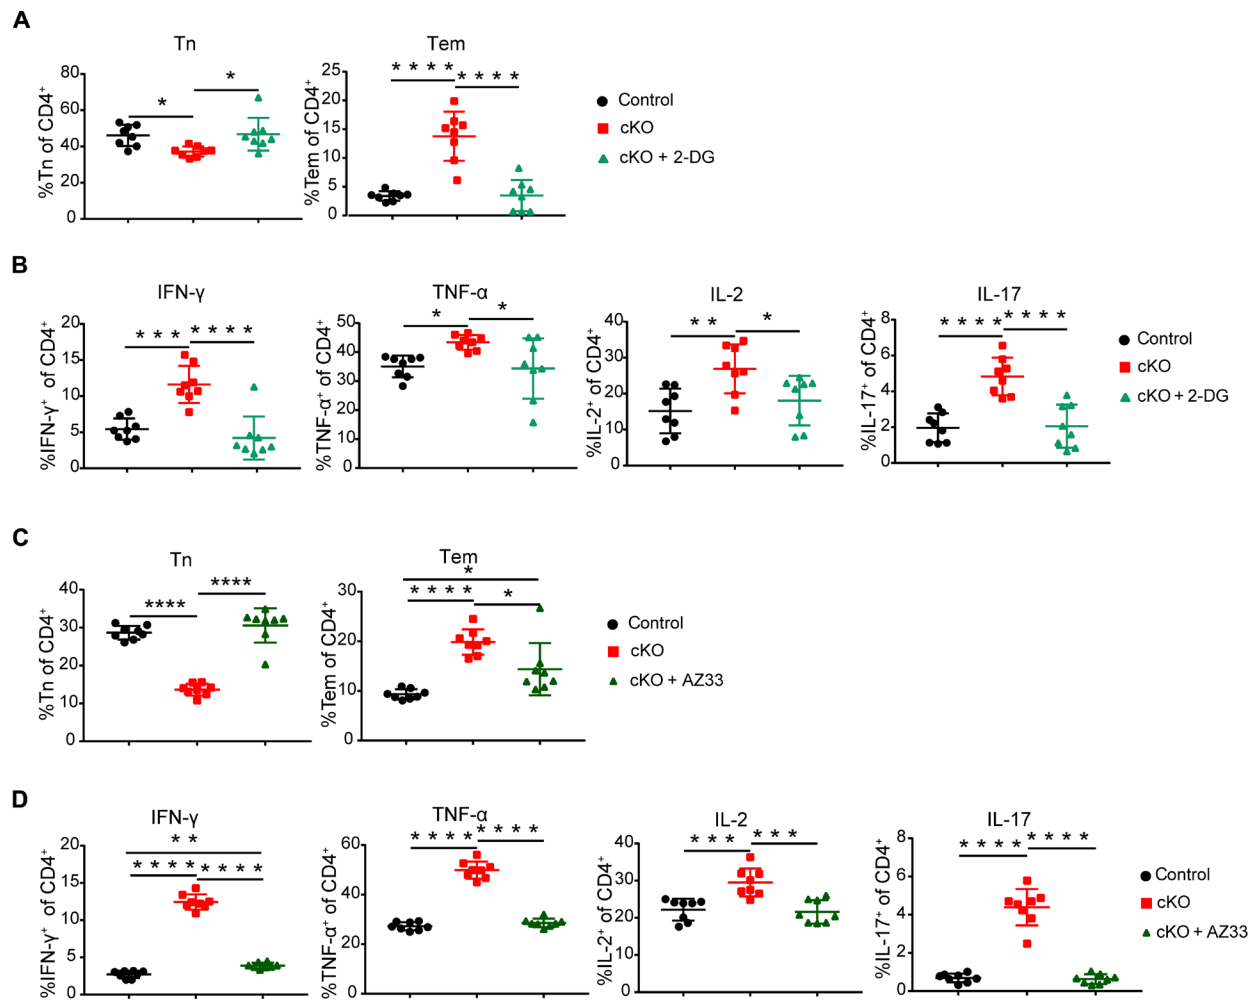 A
Tn
Tem
%Tn of CD4⁺
80
60
40
20
0
*
*
%Tem of CD4⁺
25
20
15
10
5
0
* * * *
* * * *
Control
cKO
cKO + 2-DG
B
IFN-γ
TNF-α
IL-2
IL-17
%IFN-γ⁺ of CD4⁺
20
15
10
5
0
* * *
* * * *
%TNF-α⁺ of CD4⁺
50
40
30
20
10
0
*
*
%IL-2⁺ of CD4⁺
40
30
20
10
0
* *
*
%IL-17⁺ of CD4⁺
8
6
4
2
0
* * * *
* * * *
Control
cKO
cKO + 2-DG
C
Tn
Tem
%Tn of CD4⁺
40
30
20
10
0
****
****
%Tem of CD4⁺
30
20
10
0
*
* * * *
*
Control
cKO
cKO + AZ33
D
IFN-γ
TNF-α
IL-2
IL-17
%IFN-γ⁺ of CD4⁺
20
15
10
5
0
* *
* * * *
* * * *
%TNF-α⁺ of CD4⁺
60
40
20
0
* * * *
* * * *
%IL-2⁺ of CD4⁺
40
30
20
10
0
* * *
* * *
%IL-17⁺ of CD4⁺
8
6
4
2
0
* * * *
* * * *
Control
cKO
cKO + AZ33